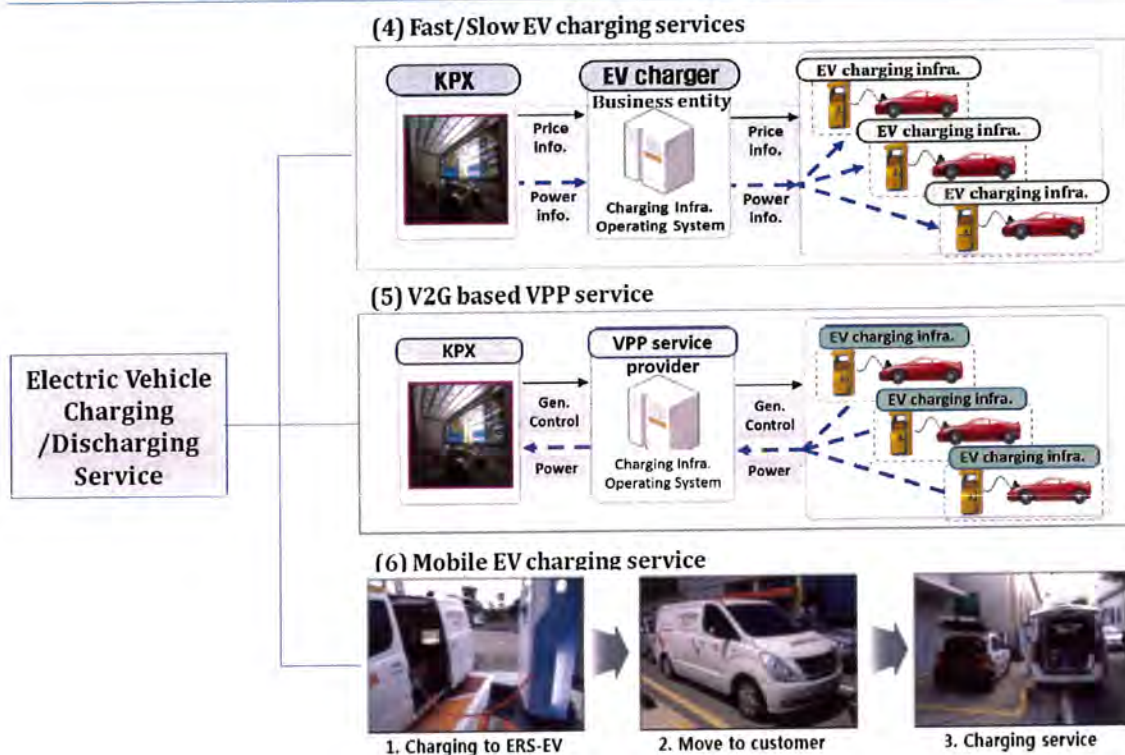 (4) Fast/Slow EV charging services
KPX
EV charger
Business entity
Price
info.
Power
info.
Charging Infra.
Operating System
Price
info.
Power
info.
EV charging infra.
EV charging infra.
EV charging infra.
(5) V2G based VPP service
KPX
VPP service
provider
Gen.
Control
Power
Charging Infra.
Operating System
Gen.
Control
Power
EV charging infra.
EV charging infra.
EV charging infra.
Electric Vehicle
Charging
/Discharging
Service
(6) Mobile EV charging service
1. Charging to ERS-EV
2. Move to customer
3. Charging service